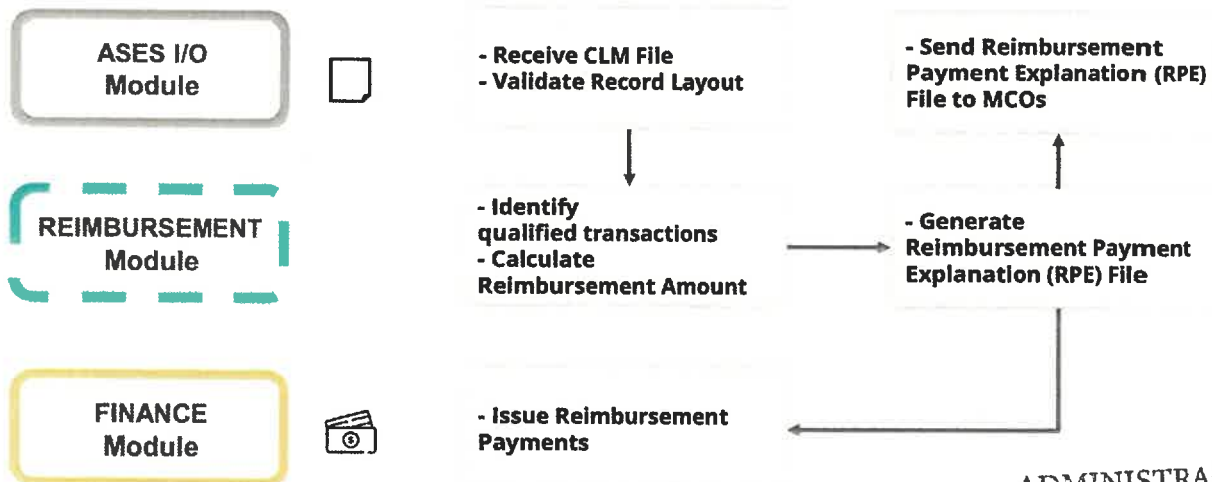 ASES I/O
Module
- Receive CLM File
- Validate Record Layout
- Send Reimbursement
Payment Explanation (RPE)
File to MCOs
REIMBURSEMENT
Module
- Identify
qualified transactions
- Calculate
Reimbursement Amount
- Generate
Reimbursement Payment
Explanation (RPE) File
FINANCE
Module
$
- Issue Reimbursement
Payments